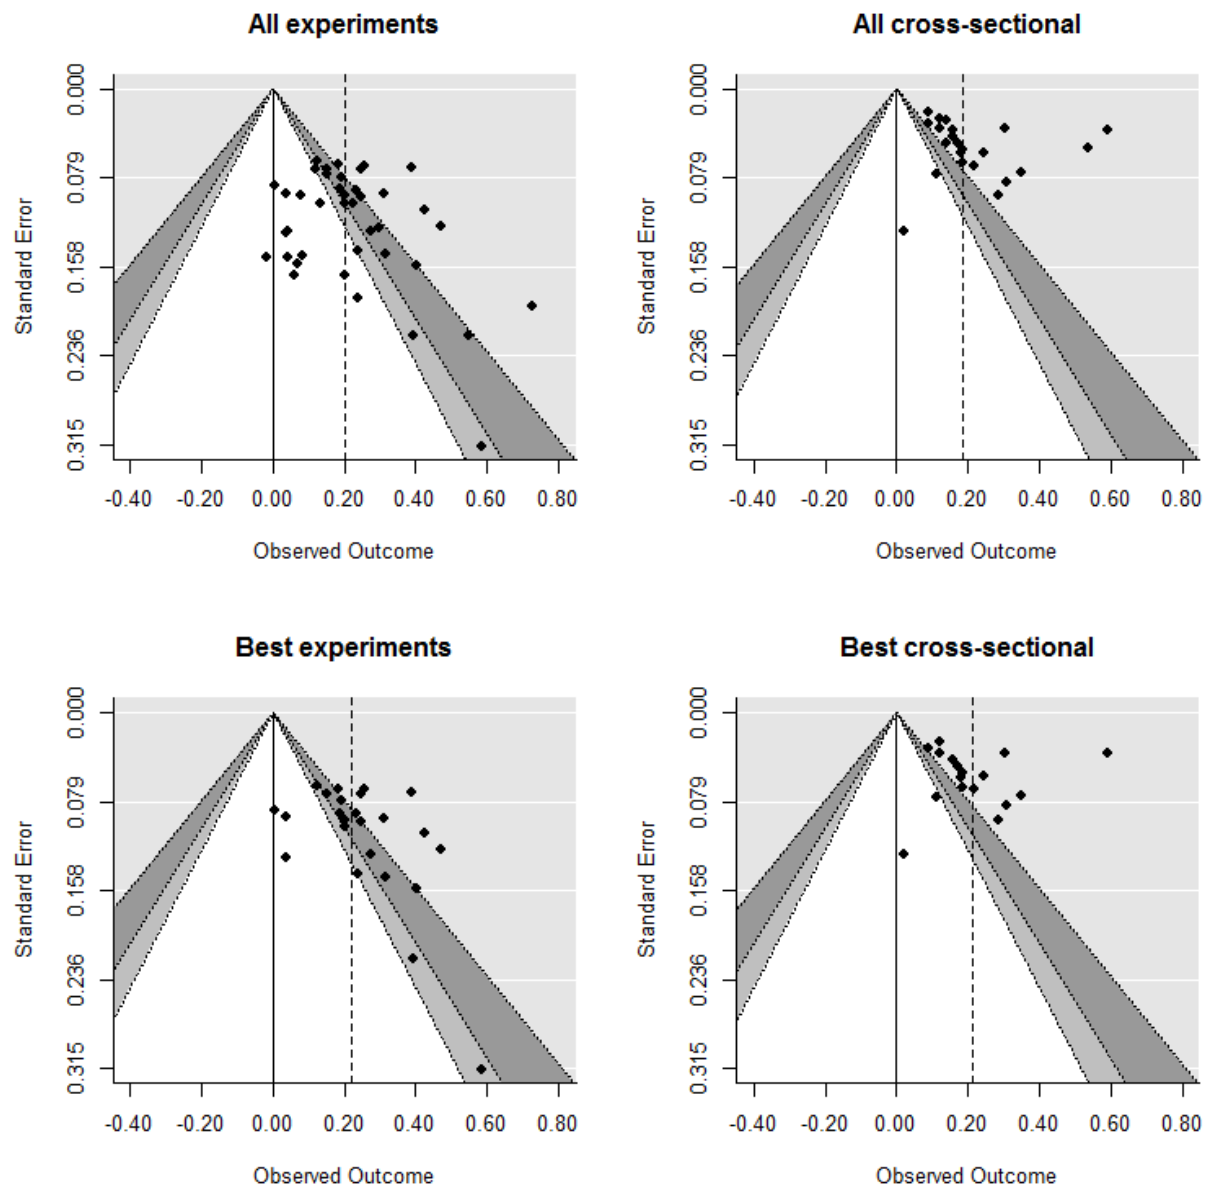 All experiments
0.000
0.079
0.158
0.236
0.315
Standard Error
-0.40 -0.20 0.00 0.20 0.40 0.60 0.80
Observed Outcome
All cross-sectional
0.000
0.079
0.158
0.236
0.315
Standard Error
-0.40 -0.20 0.00 0.20 0.40 0.60 0.80
Observed Outcome
Best experiments
0.000
0.079
0.158
0.236
0.315
Standard Error
-0.40 -0.20 0.00 0.20 0.40 0.60 0.80
Observed Outcome
Best cross-sectional
0.000
0.079
0.158
0.236
0.315
Standard Error
-0.40 -0.20 0.00 0.20 0.40 0.60 0.80
Observed Outcome